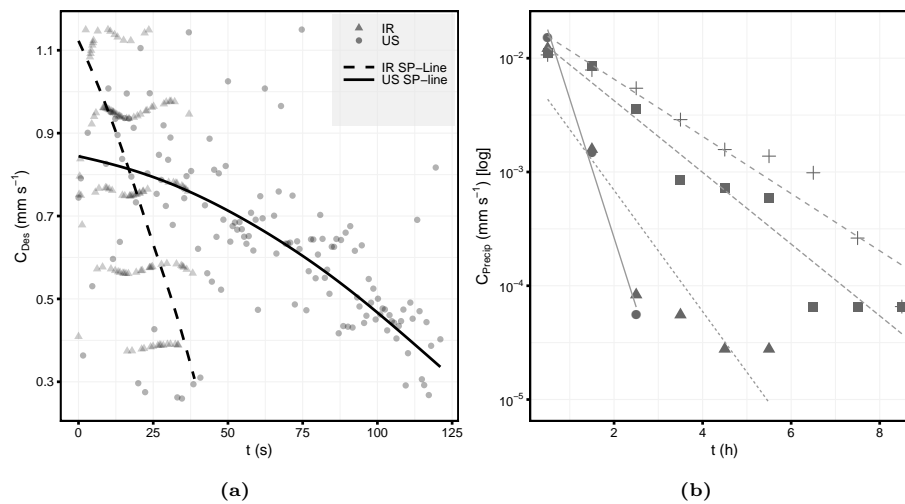 IR
US
IR SP−Line
US SP−line
1.1
0.9
0.7
0.5
0.3
C_Des (mm s⁻¹)
0 25 50 75 100 125
t (s)
(a)
10⁻²
10⁻³
10⁻⁴
10⁻⁵
C_Precip (mm s⁻¹) [log]
2 4 6 8
t (h)
(b)